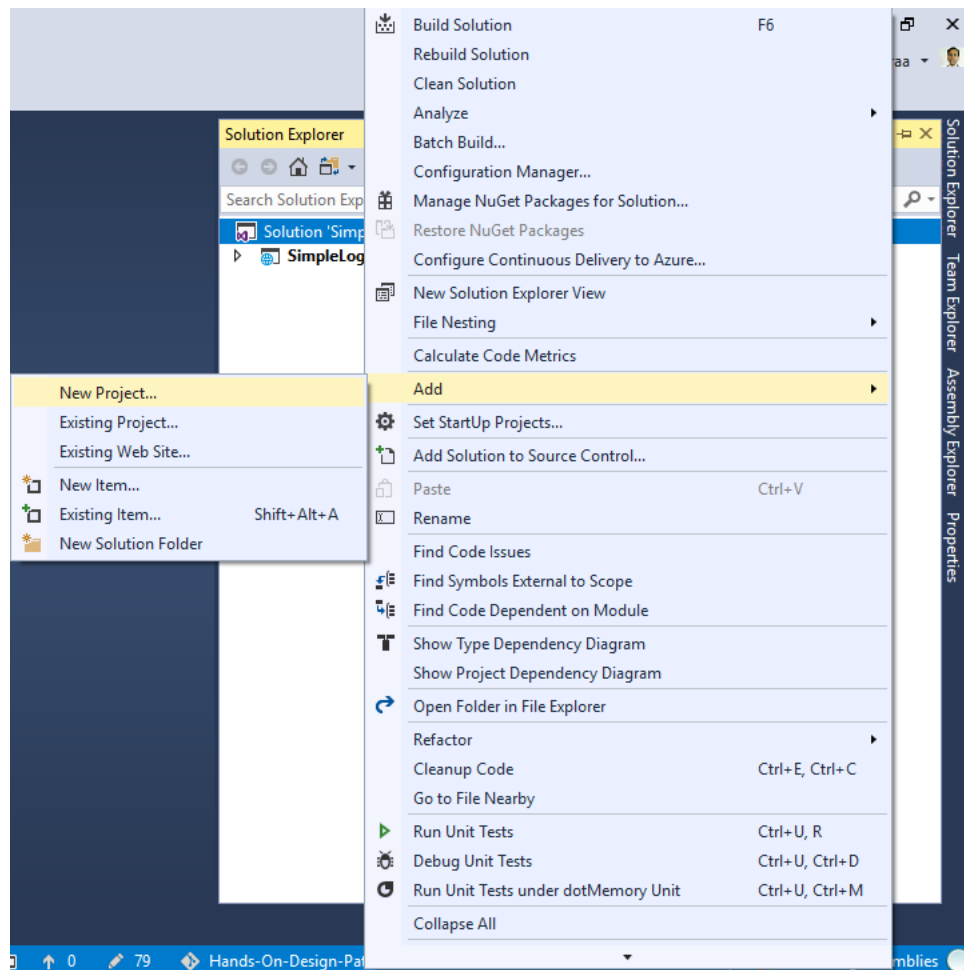 Build Solution F6
Rebuild Solution
Clean Solution
Analyze
Batch Build...
Configuration Manager...
Manage NuGet Packages for Solution...
Restore NuGet Packages
Configure Continuous Delivery to Azure...
New Solution Explorer View
File Nesting
Calculate Code Metrics
Add
Set StartUp Projects...
Add Solution to Source Control...
Paste Ctrl+V
Rename
Find Code Issues
Find Symbols External to Scope
Find Code Dependent on Module
Show Type Dependency Diagram
Show Project Dependency Diagram
Open Folder in File Explorer
Refactor
Cleanup Code Ctrl+E, Ctrl+C
Go to File Nearby
Run Unit Tests Ctrl+U, R
Debug Unit Tests Ctrl+U, Ctrl+D
Run Unit Tests under dotMemory Unit Ctrl+U, Ctrl+M
Collapse All
New Project...
Existing Project...
Existing Web Site...
New Item...
Existing Item... Shift+Alt+A
New Solution Folder
Solution Explorer
Search Solution Exp
Solution 'Simp
SimpleLog
raa
Solution Explorer
Team Explorer
Assembly Explorer
Properties
0 79 Hands-On-Design-Pat
mblies